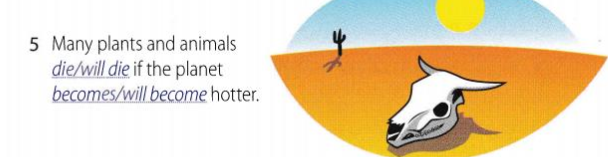 5 Many plants and animals
die/will die if the planet
becomes/will become hotter.